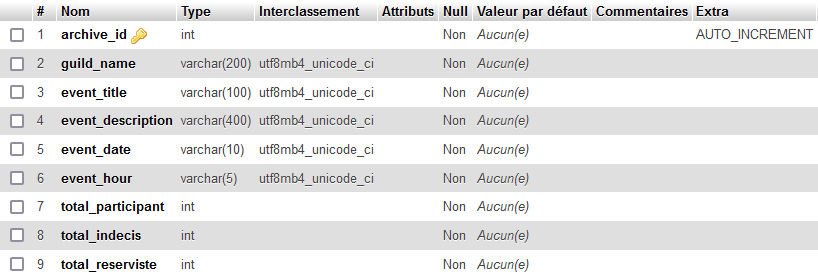 # Nom Type Interclassement Attributs Null Valeur par défaut Commentaires Extra
1 archive_id int Non Aucun(e) AUTO_INCREMENT
2 guild_name varchar(200) utf8mb4_unicode_ci Non Aucun(e)
3 event_title varchar(100) utf8mb4_unicode_ci Non Aucun(e)
4 event_description varchar(400) utf8mb4_unicode_ci Non Aucun(e)
5 event_date varchar(10) utf8mb4_unicode_ci Non Aucun(e)
6 event_hour varchar(5) utf8mb4_unicode_ci Non Aucun(e)
7 total_participant int Non Aucun(e)
8 total_indecis int Non Aucun(e)
9 total_reserviste int Non Aucun(e)